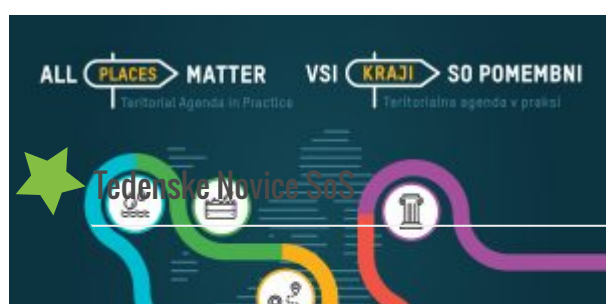 ALL PLACES MATTER
Territorial Agenda in Practice
VSI KRAJI SO POMEMBNI
Teritorialna agenda v praksi
Tedenske Novice SoS